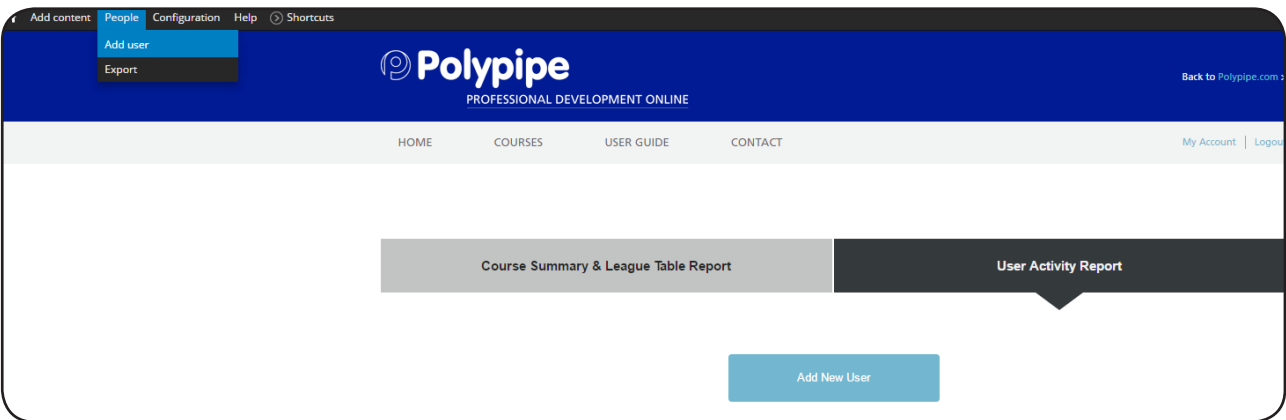 Add content People Configuration Help Shortcuts
Add user
Export
Polypipe
PROFESSIONAL DEVELOPMENT ONLINE
Back to Polypipe.com
HOME COURSES USER GUIDE CONTACT
My Account Logou
Course Summary & League Table Report User Activity Report
Add New User